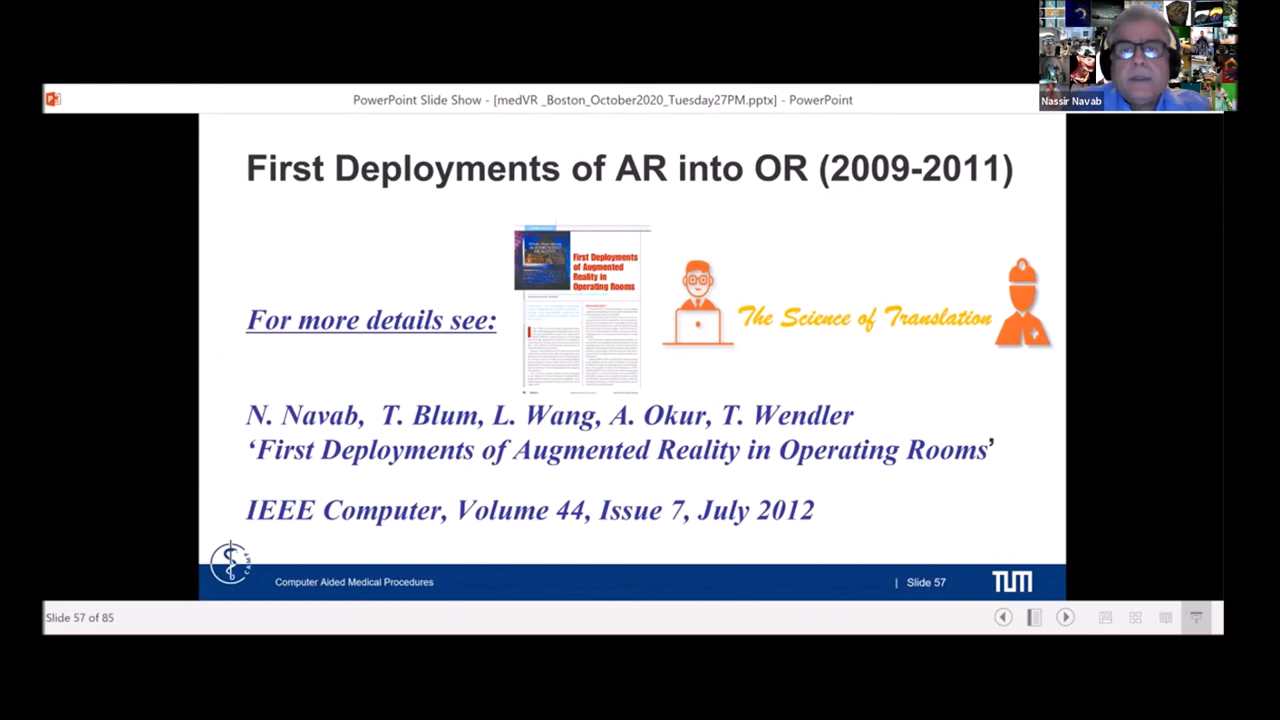 Nassir Navab
PowerPoint Slide Show - [medVR _Boston_October2020_Tuesday27PM.pptx] - PowerPoint
First Deployments of AR into OR (2009-2011)
First Deployments
of Augmented
Reality in
Operating Rooms
For more details see:
The Science of Translation
N. Navab, T. Blum, L. Wang, A. Okur, T. Wendler
‘First Deployments of Augmented Reality in Operating Rooms’
IEEE Computer, Volume 44, Issue 7, July 2012
CAMP
Computer Aided Medical Procedures
| Slide 57
TUM
Slide 57 of 85